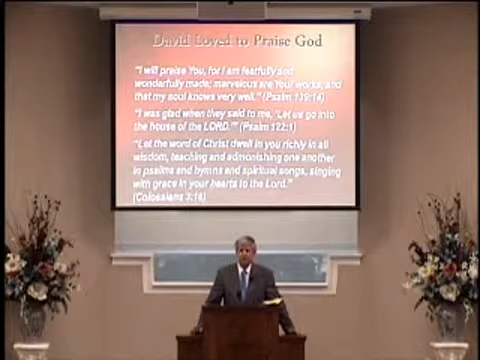 David Loved to Praise God
"I will praise You, for I am fearfully and
wonderfully made; marvelous are Your works, and
that my soul knows very well." (Psalm 139:14)
"I was glad when they said to me, 'Let us go into
the house of the LORD.'" (Psalm 122:1)
"Let the word of Christ dwell in you richly in all
wisdom, teaching and admonishing one another
in psalms and hymns and spiritual songs, singing
with grace in your hearts to the Lord."
(Colossians 3:16)